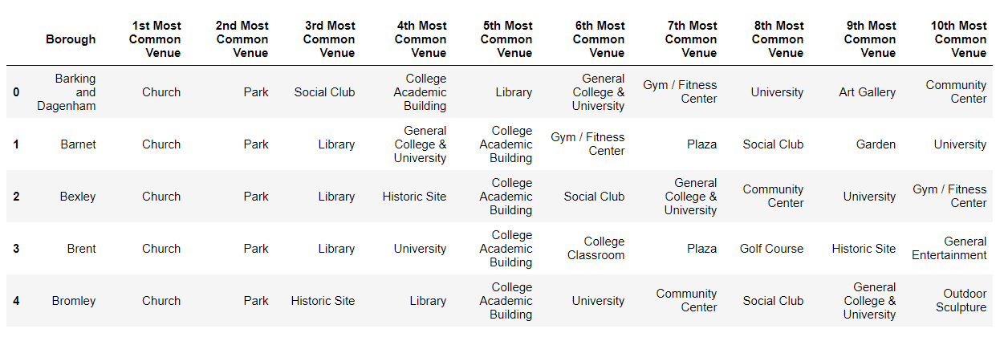 Borough 1st Most Common Venue 2nd Most Common Venue 3rd Most Common Venue 4th Most Common Venue 5th Most Common Venue 6th Most Common Venue 7th Most Common Venue 8th Most Common Venue 9th Most Common Venue 10th Most Common Venue
0 Barking and Dagenham Church Park Social Club College Academic Building Library General College & University Gym / Fitness Center University Art Gallery Community Center
1 Barnet Church Park Library General College & University College Academic Building Gym / Fitness Center Plaza Social Club Garden University
2 Bexley Church Park Library Historic Site College Academic Building Social Club General College & University Community Center University Gym / Fitness Center
3 Brent Church Park Library University College Academic Building College Classroom Plaza Golf Course Historic Site General Entertainment
4 Bromley Church Park Historic Site Library College Academic Building University Community Center Social Club General College & University Outdoor Sculpture